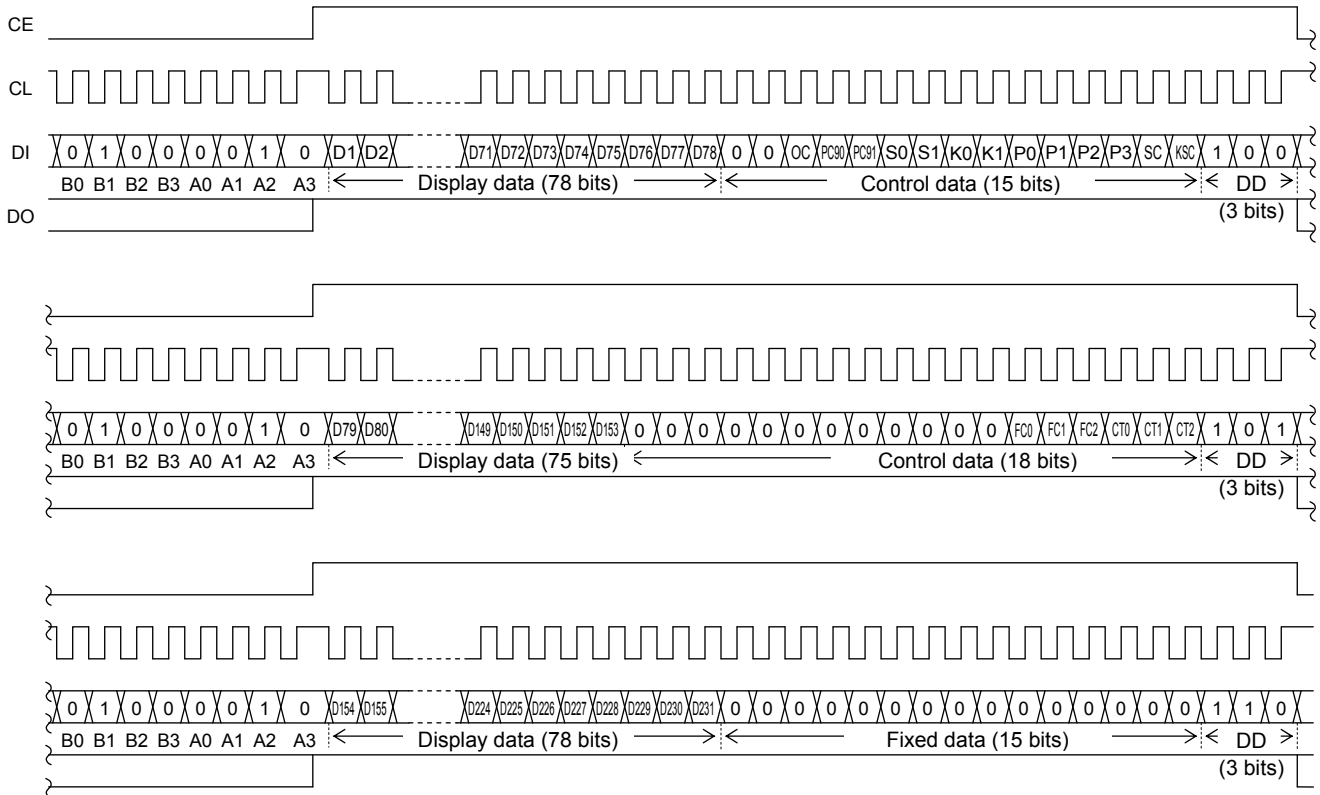 CE
CL
DI 0 1 0 0 0 0 1 0 D1 D2 D71 D72 D73 D74 D75 D76 D77 D78 0 0 OC PC90 PC91 S0 S1 K0 K1 P0 P1 P2 P3 SC KSC 1 0 0
B0 B1 B2 B3 A0 A1 A2 A3 Display data (78 bits) Control data (15 bits) DD
DO (3 bits)
0 1 0 0 0 0 1 0 D79 D80 D149 D150 D151 D152 D153 0 0 0 0 0 0 0 0 0 0 0 0 FC0 FC1 FC2 CT0 CT1 CT2 1 0 1
B0 B1 B2 B3 A0 A1 A2 A3 Display data (75 bits) Control data (18 bits) DD
(3 bits)
0 1 0 0 0 0 1 0 D154 D155 D224 D225 D226 D227 D228 D229 D230 D231 0 0 0 0 0 0 0 0 0 0 0 0 0 0 0 1 1 0
B0 B1 B2 B3 A0 A1 A2 A3 Display data (78 bits) Fixed data (15 bits) DD
(3 bits)